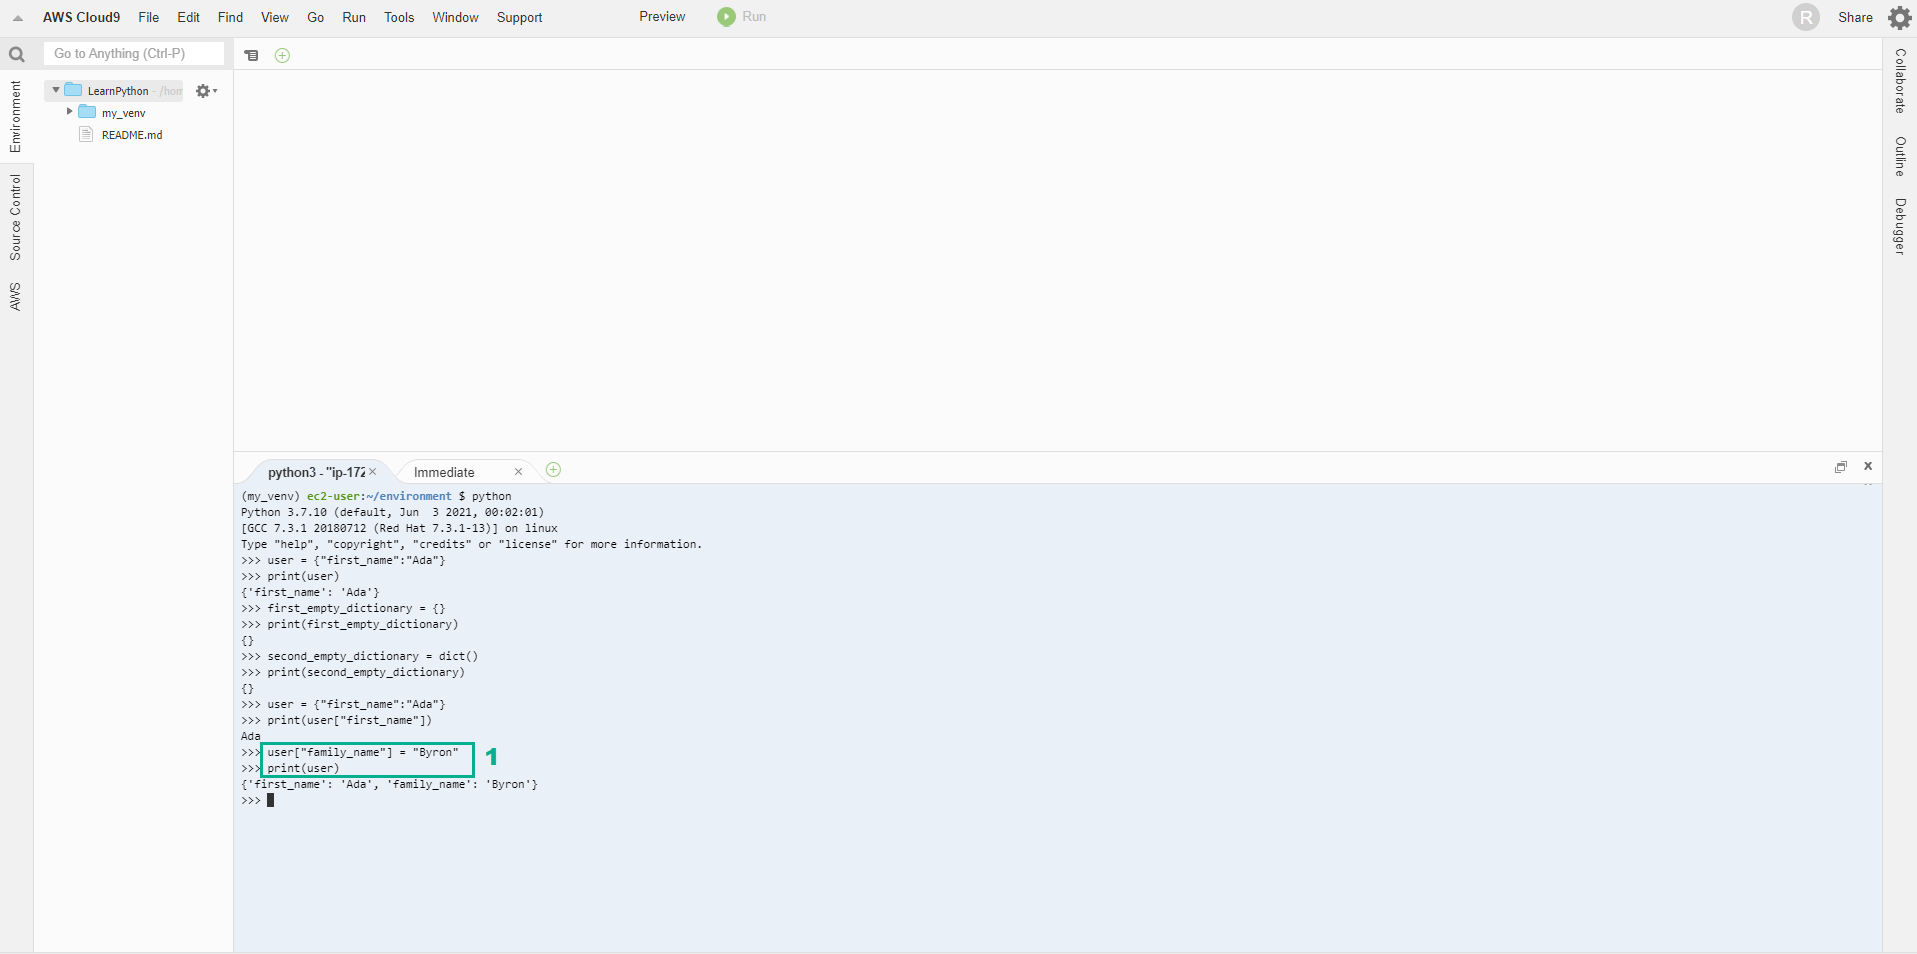 AWS Cloud9 File Edit Find View Go Run Tools Window Support Preview Run R Share
Go to Anything (Ctrl-P)
Environment
Source Control
AWS
LearnPython - /hom
my_venv
README.md
Collaborate
Outline
Debugger
python3 - "ip-172 × Immediate ×
(my_venv) ec2-user:~/environment $ python
Python 3.7.10 (default, Jun  3 2021, 00:02:01)
[GCC 7.3.1 20180712 (Red Hat 7.3.1-13)] on linux
Type "help", "copyright", "credits" or "license" for more information.
>>> user = {"first_name":"Ada"}
>>> print(user)
{'first_name': 'Ada'}
>>> first_empty_dictionary = {}
>>> print(first_empty_dictionary)
{}
>>> second_empty_dictionary = dict()
>>> print(second_empty_dictionary)
{}
>>> user = {"first_name":"Ada"}
>>> print(user["first_name"])
Ada
>>> user["family_name"] = "Byron" 1
>>> print(user)
{'first_name': 'Ada', 'family_name': 'Byron'}
>>>